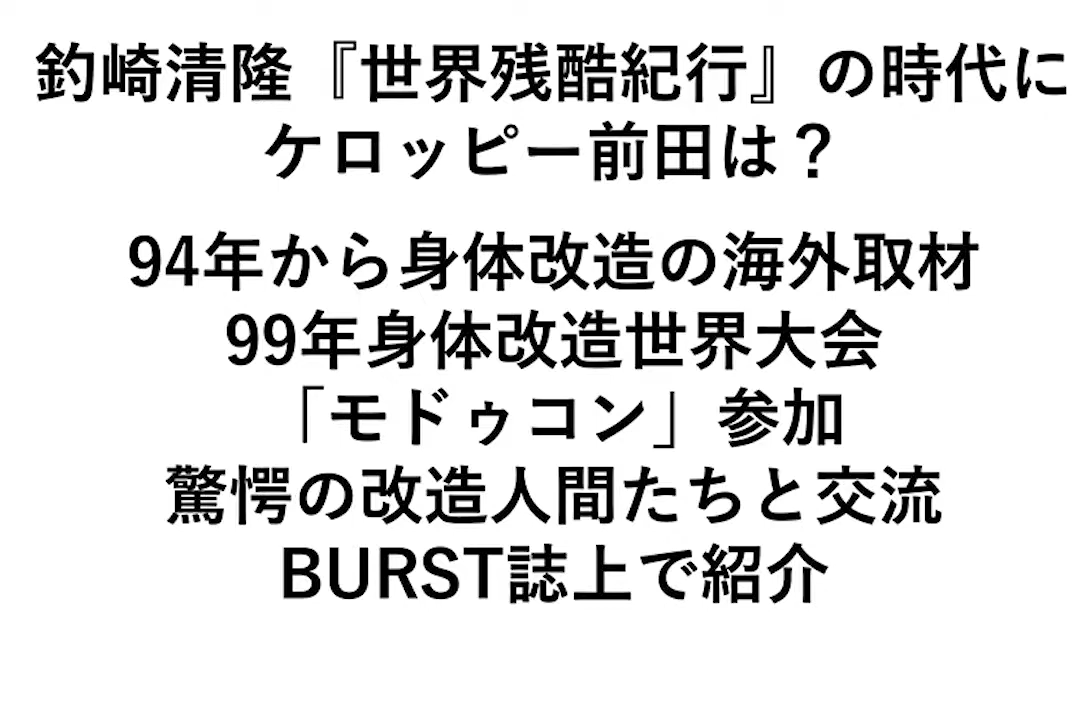 釣崎清隆『世界残酷紀行』の時代に
ケロッピー前田は？
94年から身体改造の海外取材
99年身体改造世界大会
「モドゥコン」参加
驚愕の改造人間たちと交流
BURST誌上で紹介